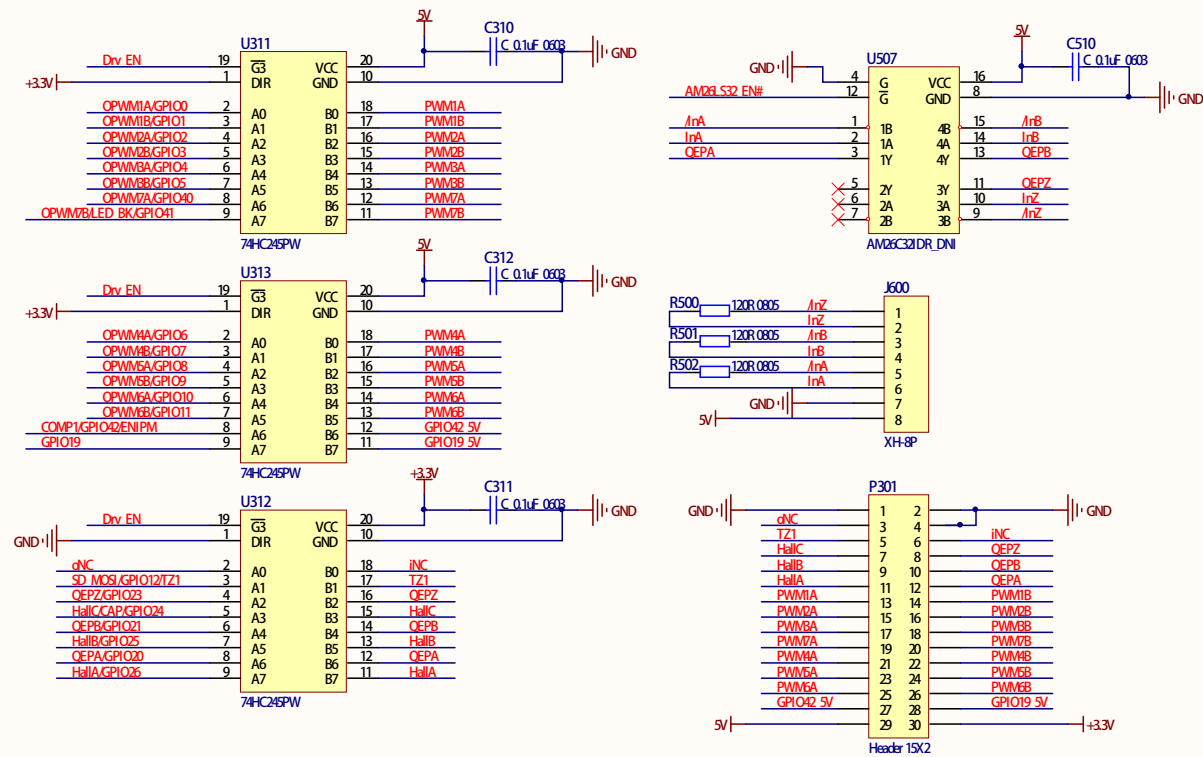 U311
5V
C310
C 0.1uF 0603
GND
Drv EN
19 G3 VCC 20
+3.3V
1 DIR GND 10
OPWM1A/GPIO0 2 A0 B0 18 PWM1A
OPWM1B/GPIO1 3 A1 B1 17 PWM1B
OPWM2A/GPIO2 4 A2 B2 16 PWM2A
OPWM2B/GPIO3 5 A3 B3 15 PWM2B
OPWM3A/GPIO4 6 A4 B4 14 PWM3A
OPWM3B/GPIO5 7 A5 B5 13 PWM3B
OPWM7A/GPIO40 8 A6 B6 12 PWM7A
OPWM7B/LED BK/GPIO41 9 A7 B7 11 PWM7B
74HC245PW
U313
5V
C312
C 0.1uF 0603
GND
Drv EN
19 G3 VCC 20
+3.3V
1 DIR GND 10
OPWM4A/GPIO6 2 A0 B0 18 PWM4A
OPWM4B/GPIO7 3 A1 B1 17 PWM4B
OPWM5A/GPIO8 4 A2 B2 16 PWM5A
OPWM5B/GPIO9 5 A3 B3 15 PWM5B
OPWM6A/GPIO10 6 A4 B4 14 PWM6A
OPWM6B/GPIO11 7 A5 B5 13 PWM6B
COMP1/GPIO42/ENIPM 8 A6 B6 12 GPIO42 5V
GPIO19 9 A7 B7 11 GPIO19 5V
74HC245PW
U312
+3.3V
C311
C 0.1uF 0603
GND
Drv EN
19 G3 VCC 20
GND
1 DIR GND 10
oNC 2 A0 B0 18 iNC
SD MOSI/GPIO12/TZ1 3 A1 B1 17 TZ1
QEPZ/GPIO23 4 A2 B2 16 QEPZ
HallC/CAP/GPIO24 5 A3 B3 15 HallC
QEPB/GPIO21 6 A4 B4 14 QEPB
HallB/GPIO25 7 A5 B5 13 HallB
QEPA/GPIO20 8 A6 B6 12 QEPA
HallA/GPIO26 9 A7 B7 11 HallA
74HC245PW
U507
5V
C510
C 0.1uF 0603
GND
GND 4 G VCC 16
AM26LS32 EN# 12 G GND 8
/InA 1 1B 4B 15 /InB
InA 2 1A 4A 14 InB
QEPA 3 1Y 4Y 13 QEPB
5 2Y 3Y 11 QEPZ
6 2A 3A 10 InZ
7 2B 3B 9 /InZ
AM26C32IDR_DNI
J600
R500 120R 0805 /InZ 1
InZ 2
R501 120R 0805 /InB 3
InB 4
R502 120R 0805 /InA 5
InA 6
GND 7
5V 8
XH-8P
P301
GND 1 2 GND
oNC 3 4
TZ1 5 6 iNC
HallC 7 8 QEPZ
HallB 9 10 QEPB
HallA 11 12 QEPA
PWM1A 13 14 PWM1B
PWM2A 15 16 PWM2B
PWM3A 17 18 PWM3B
PWM7A 19 20 PWM7B
PWM4A 21 22 PWM4B
PWM5A 23 24 PWM5B
PWM6A 25 26 PWM6B
GPIO42 5V 27 28 GPIO19 5V
5V 29 30 +3.3V
Header 15X2